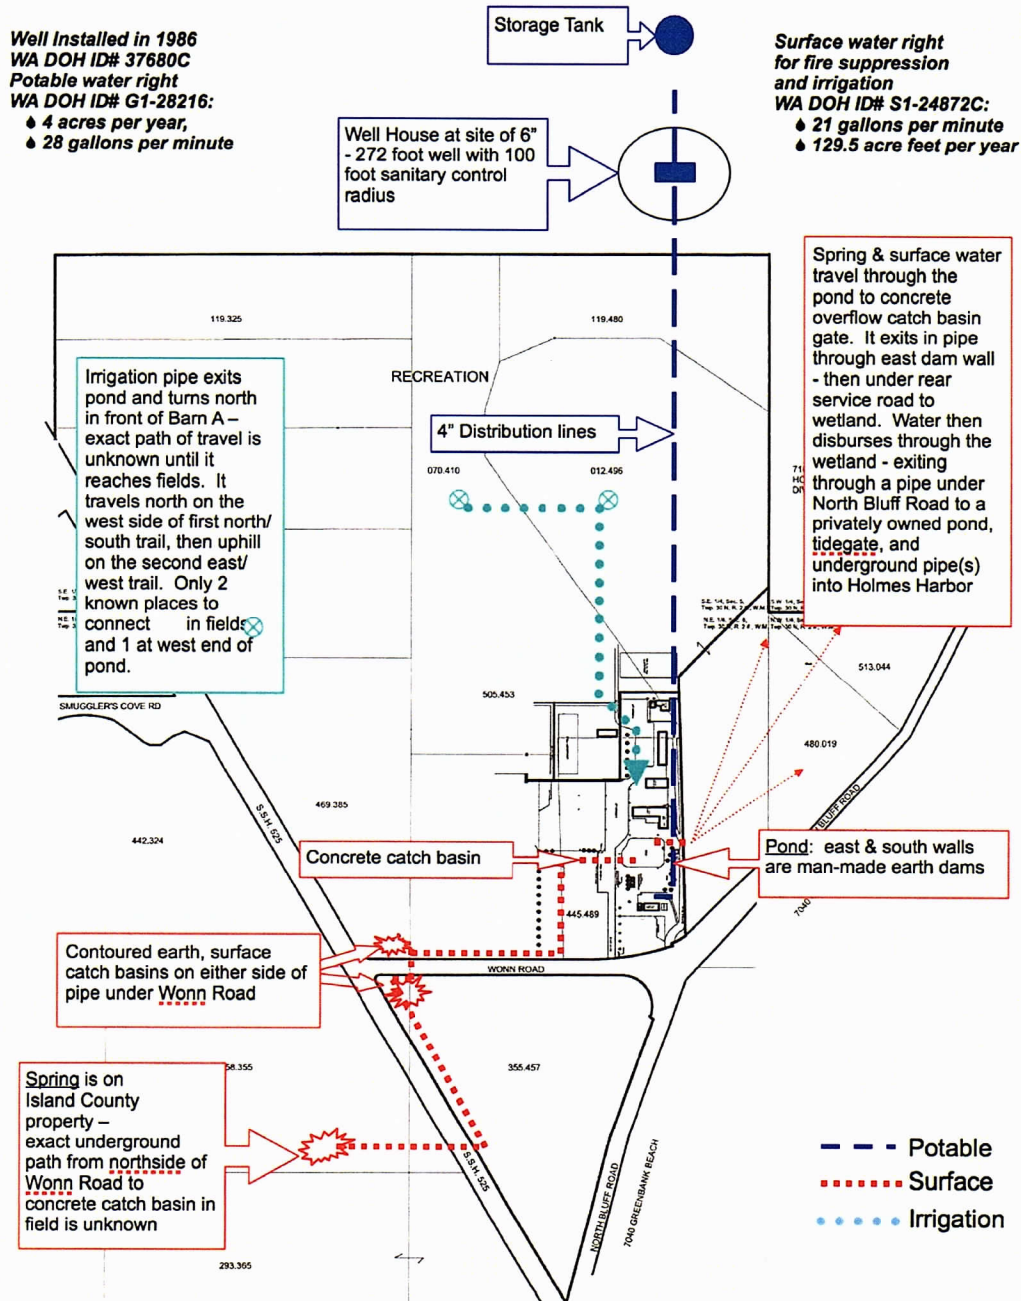 Well Installed in 1986
WA DOH ID# 37680C
Potable water right
WA DOH ID# G1-28216:
4 acres per year,
28 gallons per minute
Storage Tank
Surface water right
for fire suppression
and irrigation
WA DOH ID# S1-24872C:
21 gallons per minute
129.5 acre feet per year
Well House at site of 6"
- 272 foot well with 100
foot sanitary control
radius
Spring & surface water
travel through the
pond to concrete
overflow catch basin
gate. It exits in pipe
through east dam wall
- then under rear
service road to
wetland. Water then
disburses through the
wetland - exiting
through a pipe under
North Bluff Road to a
privately owned pond,
tidegate, and
underground pipe(s)
into Holmes Harbor
119.325
119.480
RECREATION
Irrigation pipe exits
pond and turns north
in front of Barn A –
exact path of travel is
unknown until it
reaches fields. It
travels north on the
west side of first north/
south trail, then uphill
on the second east/
west trail. Only 2
known places to
connect in fields
and 1 at west end of
pond.
4" Distribution lines
070.410
012.496
505.453
513.044
480.019
SMUGGLER'S COVE RD
S.S.H. 525
469.385
442.324
BLUFF ROAD
7040
Concrete catch basin
Pond: east & south walls
are man-made earth dams
445.489
Contoured earth, surface
catch basins on either side of
pipe under Wonn Road
WONN ROAD
58.355
355.457
Spring is on
Island County
property –
exact underground
path from northside of
Wonn Road to
concrete catch basin in
field is unknown
S.S.H. 525
NORTH BLUFF ROAD
7040 GREENBANK BEACH
293.365
Potable
Surface
Irrigation